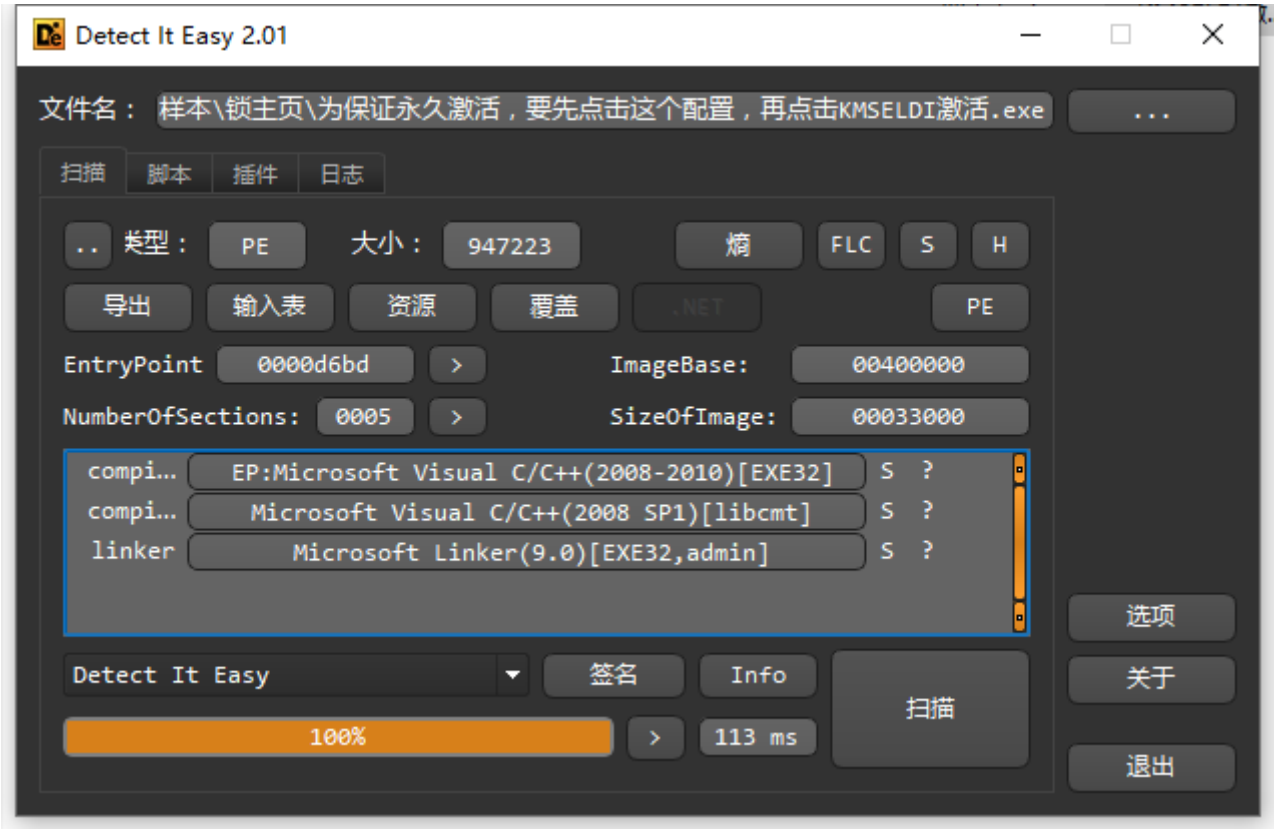 Detect It Easy 2.01
文件名： 样本\锁主页\为保证永久激活，要先点击这个配置，再点击KMSELDI激活.exe ...
扫描 脚本 插件 日志
.. 类型： PE 大小： 947223 熵 FLC S H
导出 输入表 资源 覆盖 .NET PE
EntryPoint 0000d6bd > ImageBase: 00400000
NumberOfSections: 0005 > SizeOfImage: 00033000
compi... EP:Microsoft Visual C/C++(2008-2010)[EXE32] S ?
compi... Microsoft Visual C/C++(2008 SP1)[libcmt] S ?
linker Microsoft Linker(9.0)[EXE32,admin] S ?
选项
Detect It Easy 签名 Info 扫描 关于
100% > 113 ms
退出